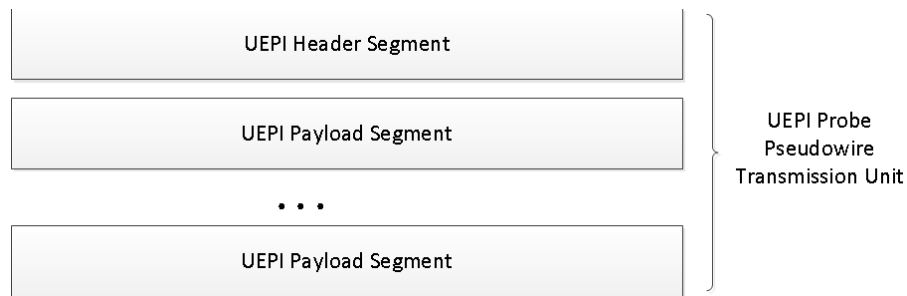 UEPI Header Segment
UEPI Payload Segment
UEPI Probe
Pseudowire
Transmission Unit
• • •
UEPI Payload Segment